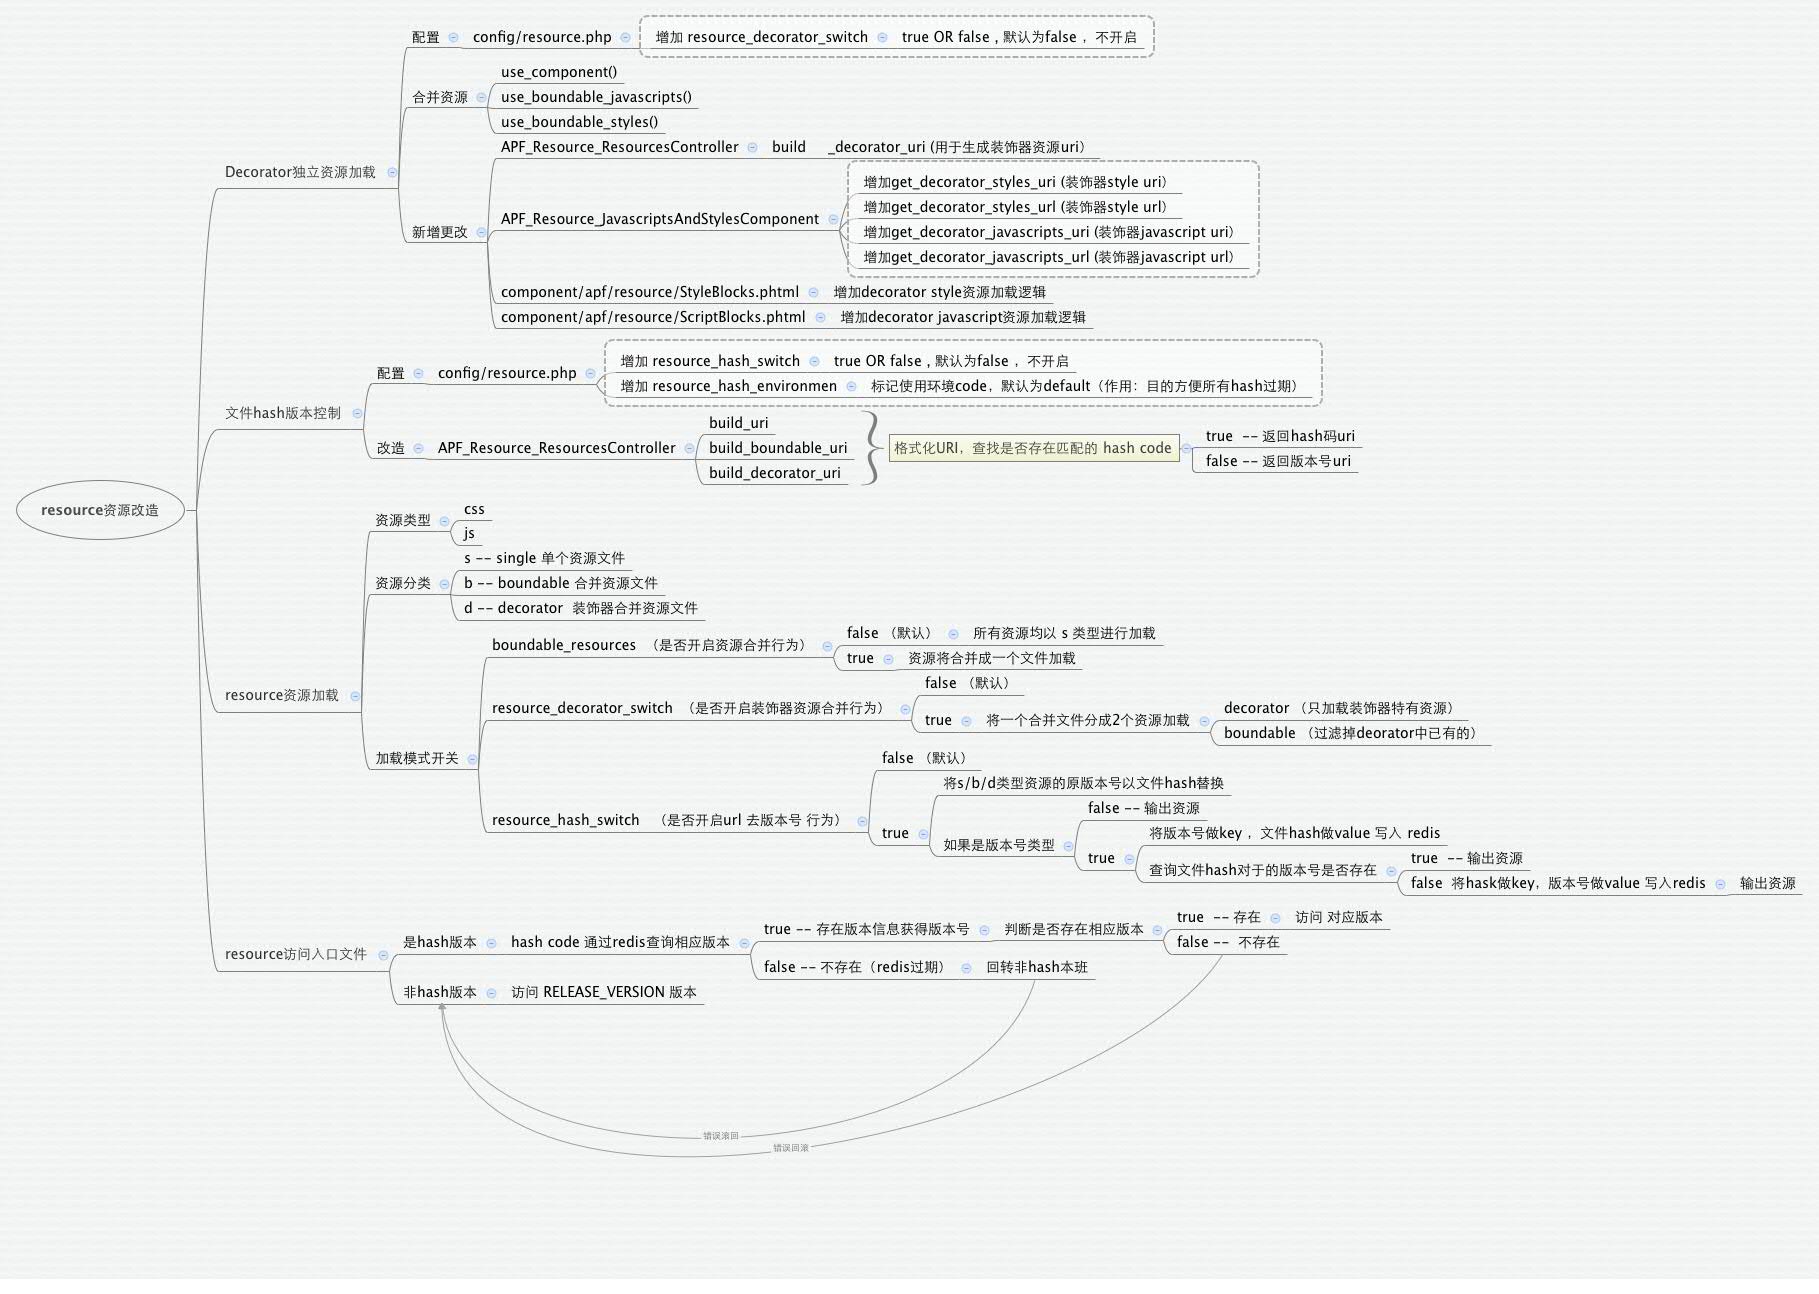 resource资源改造
Decorator独立资源加载
配置
config/resource.php
增加 resource_decorator_switch
true OR false , 默认为false ，不开启
合并资源
use_component()
use_boundable_javascripts()
use_boundable_styles()
新增更改
APF_Resource_ResourcesController
build _decorator_uri (用于生成装饰器资源uri）
APF_Resource_JavascriptsAndStylesComponent
增加get_decorator_styles_uri (装饰器style uri）
增加get_decorator_styles_url (装饰器style url）
增加get_decorator_javascripts_uri (装饰器javascript uri）
增加get_decorator_javascripts_url (装饰器javascript url）
component/apf/resource/StyleBlocks.phtml
增加decorator style资源加载逻辑
component/apf/resource/ScriptBlocks.phtml
增加decorator javascript资源加载逻辑
文件hash版本控制
配置
config/resource.php
增加 resource_hash_switch
true OR false , 默认为false ，不开启
增加 resource_hash_environmen
标记使用环境code，默认为default（作用：目的方便所有hash过期）
改造
APF_Resource_ResourcesController
build_uri
build_boundable_uri
build_decorator_uri
格式化URI，查找是否存在匹配的 hash code
true -- 返回hash码uri
false -- 返回版本号uri
resource资源加载
资源类型
css
js
资源分类
s -- single 单个资源文件
b -- boundable 合并资源文件
d -- decorator 装饰器合并资源文件
加载模式开关
boundable_resources （是否开启资源合并行为）
false （默认）
所有资源均以 s 类型进行加载
true
资源将合并成一个文件加载
resource_decorator_switch （是否开启装饰器资源合并行为）
false （默认）
true
将一个合并文件分成2个资源加载
decorator （只加载装饰器特有资源）
boundable （过滤掉deorator中已有的）
resource_hash_switch （是否开启url 去版本号 行为）
false （默认）
true
将s/b/d类型资源的原版本号以文件hash替换
如果是版本号类型
false -- 输出资源
true
将版本号做key ，文件hash做value 写入 redis
查询文件hash对于的版本号是否存在
true -- 输出资源
false 将hask做key，版本号做value 写入redis
输出资源
resource访问入口文件
是hash版本
hash code 通过redis查询相应版本
true -- 存在版本信息获得版本号
判断是否存在相应版本
true -- 存在
访问 对应版本
false -- 不存在
false -- 不存在（redis过期）
回转非hash本班
非hash版本
访问 RELEASE_VERSION 版本
错误滚回
错误回滚